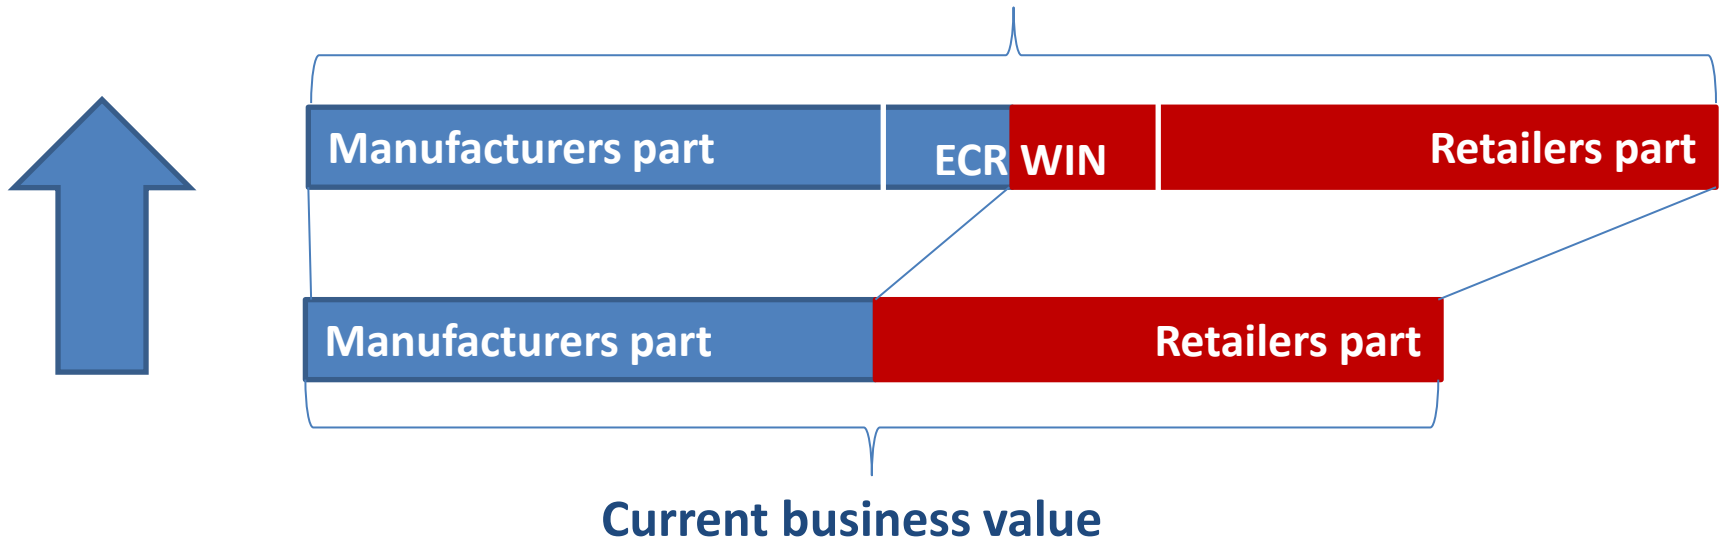 Manufacturers part ECR WIN Retailers part
Manufacturers part Retailers part
Current business value